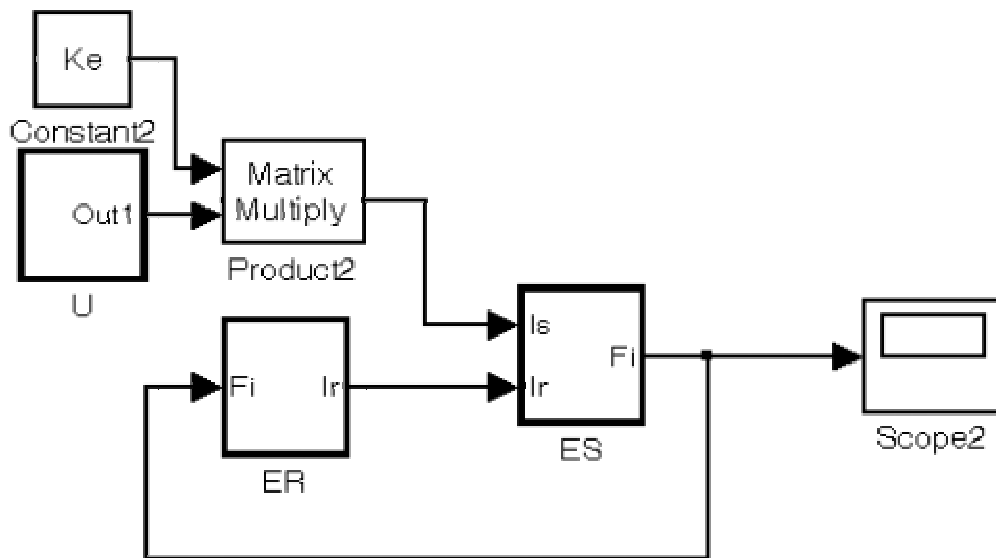 Ke
Constant2
Out1
U
Matrix
Multiply
Product2
Is
Ir
Fi
ES
Fi
Ir
ER
Scope2